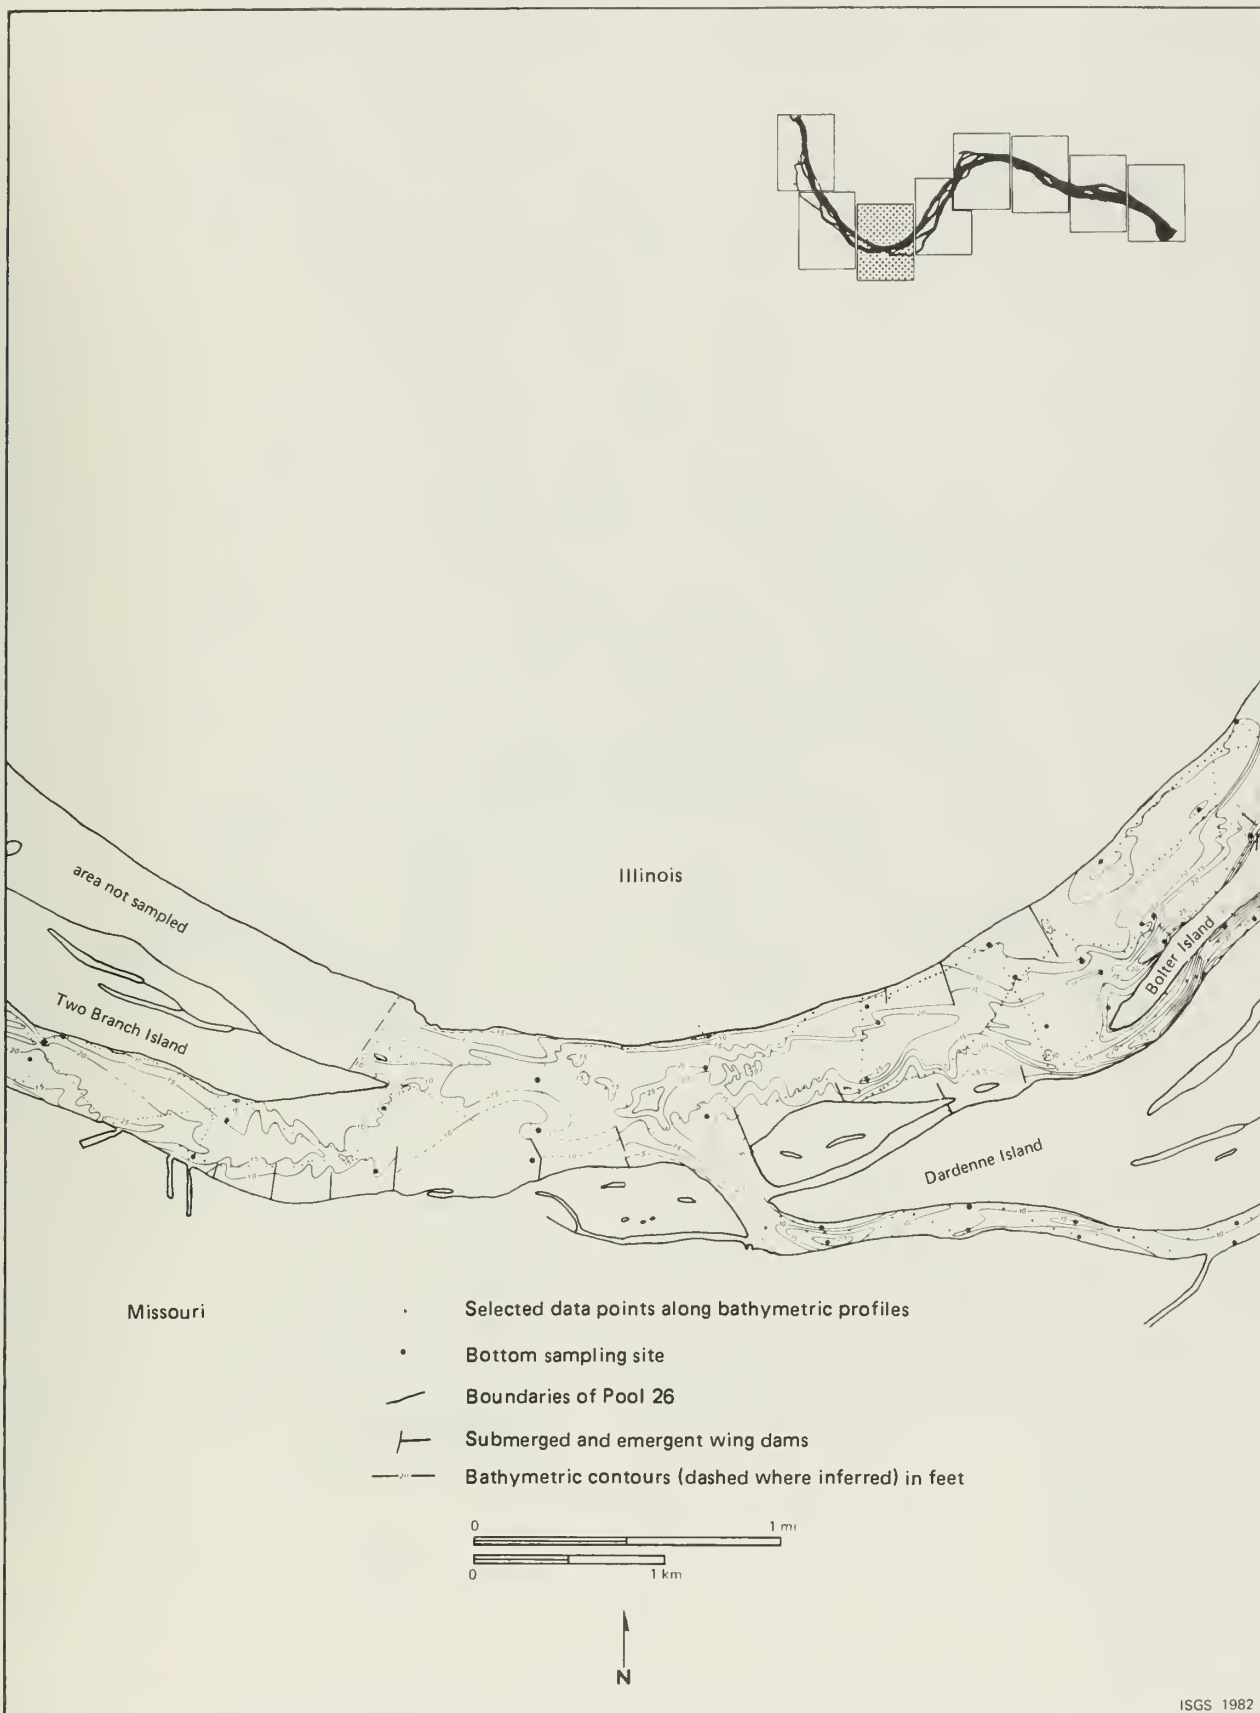 Illinois
area not sampled
Two Branch Island
Bolter Island
Dardenne Island
Missouri
Selected data points along bathymetric profiles
Bottom sampling site
Boundaries of Pool 26
Submerged and emergent wing dams
Bathymetric contours (dashed where inferred) in feet
0 1 mi
0 1 km
N
ISGS 1982